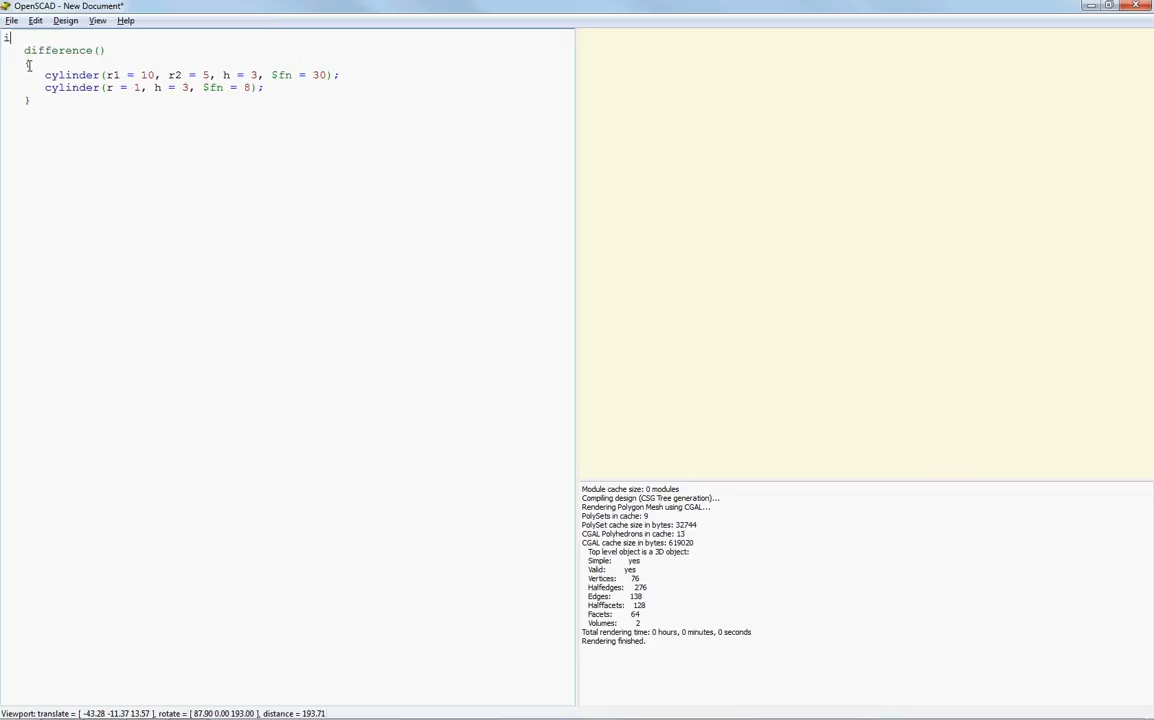 OpenSCAD - New Document*
File Edit Design View Help
i
difference()
{
cylinder(r1 = 10, r2 = 5, h = 3, $fn = 30);
cylinder(r = 1, h = 3, $fn = 8);
}
Module cache size: 0 modules
Compiling design (CSG Tree generation)...
Rendering Polygon Mesh using CGAL...
PolySets in cache: 9
PolySet cache size in bytes: 32744
CGAL Polyhedrons in cache: 13
CGAL cache size in bytes: 619020
Top level object is a 3D object:
Simple: yes
Valid: yes
Vertices: 76
Halfedges: 276
Edges: 138
Halffacets: 128
Facets: 64
Volumes: 2
Total rendering time: 0 hours, 0 minutes, 0 seconds
Rendering finished.
Viewport: translate = [ -43.28 -11.37 13.57 ], rotate = [ 87.90 0.00 193.00 ], distance = 193.71